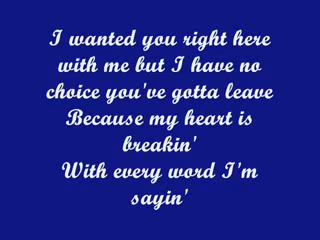 I wanted you right here
with me but I have no
choice you've gotta leave
Because my heart is
breakin'
With every word I'm
sayin'